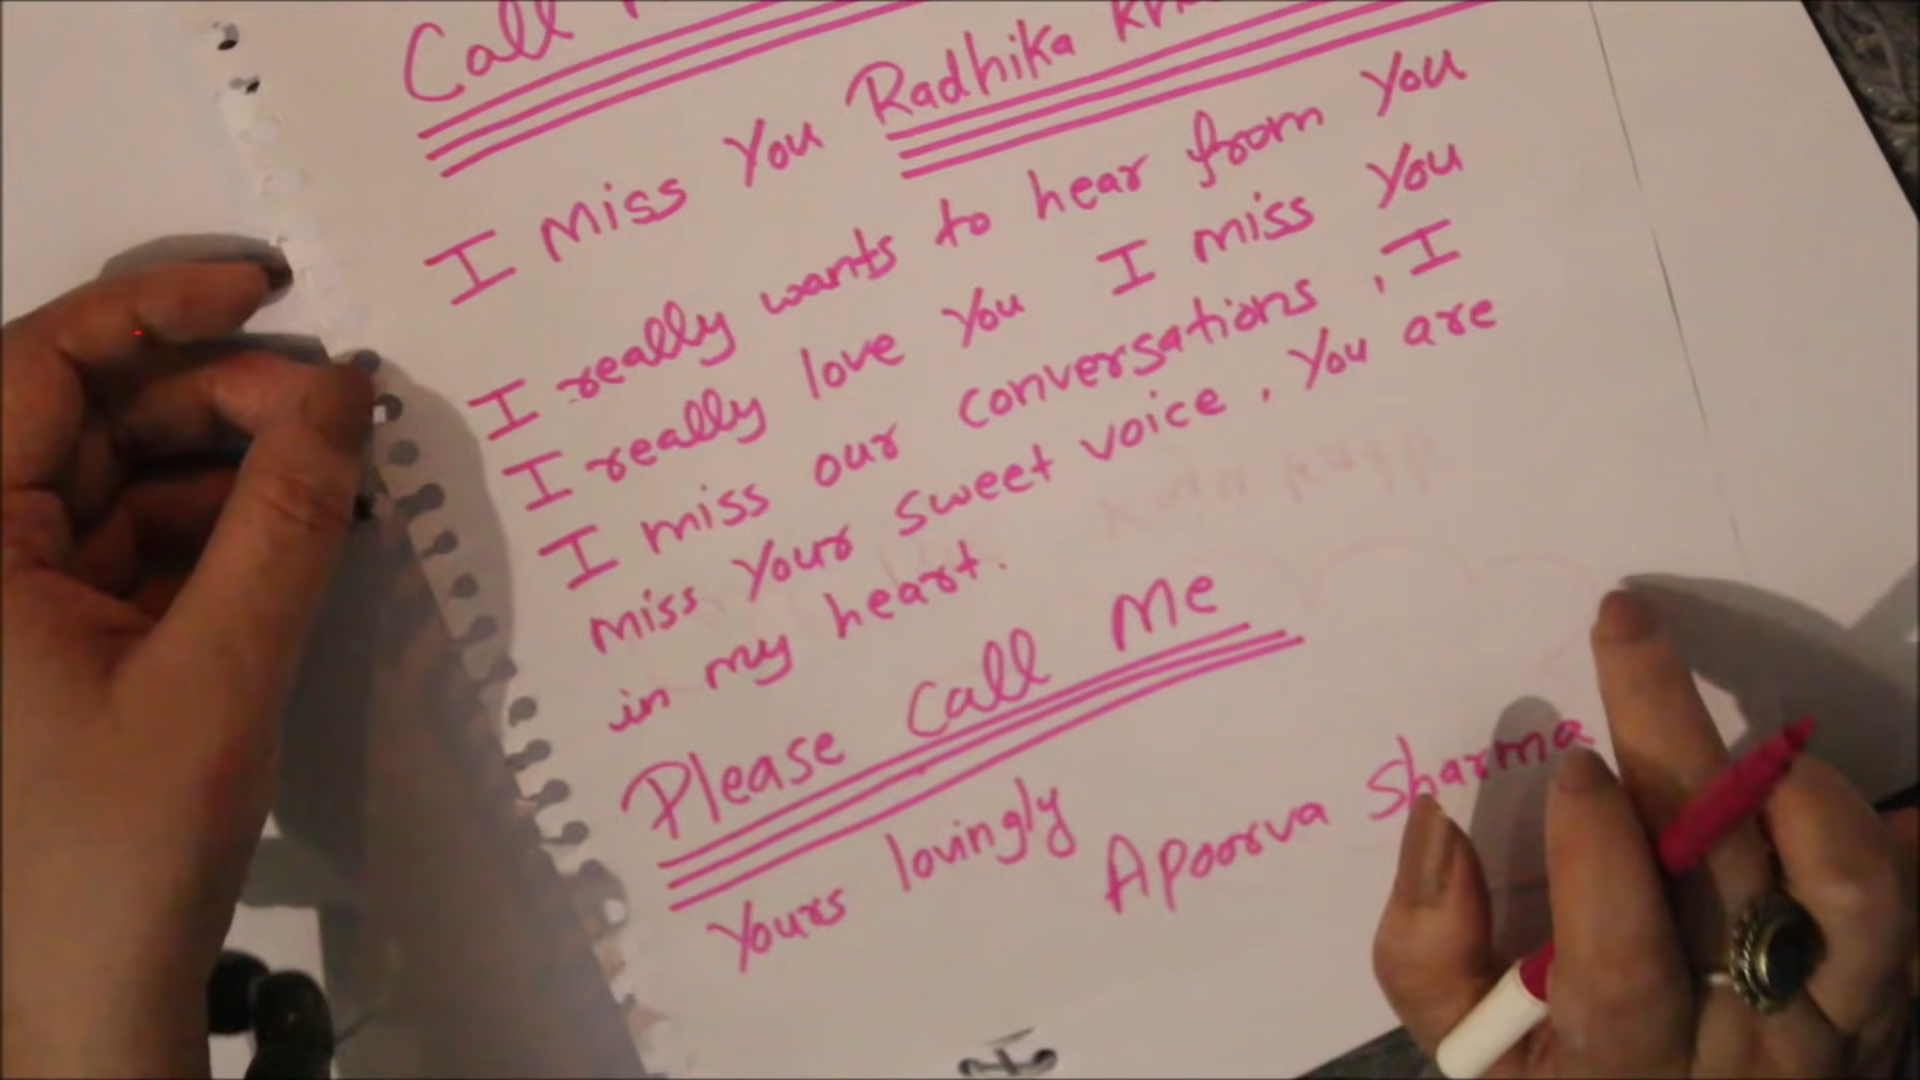 Call
I miss You Radhika
I really wants to hear from You
I really love You I miss You
I miss our conversations, I
miss Your sweet voice. You are
in my heart.
Please Call Me
Yours lovingly Apoorva Sharma